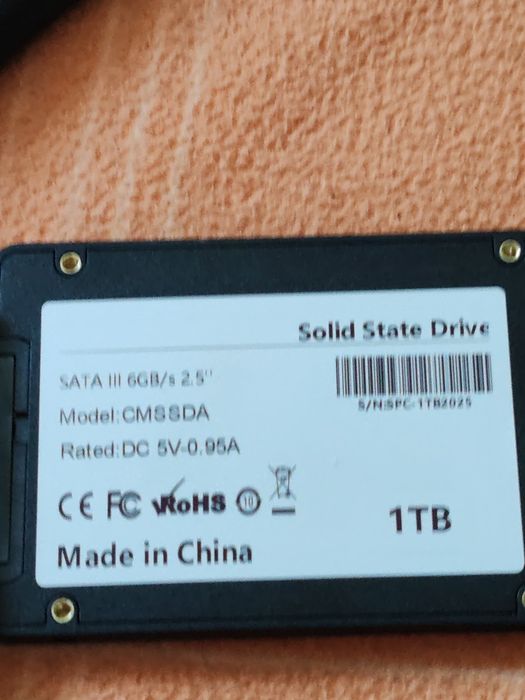 Solid State Drive
SATA III 6GB/s 2.5"
S/N:SPC-1TB2025
Model:CMSSDA
Rated:DC 5V-0.95A
CE FC RoHS 10
1TB
Made in China